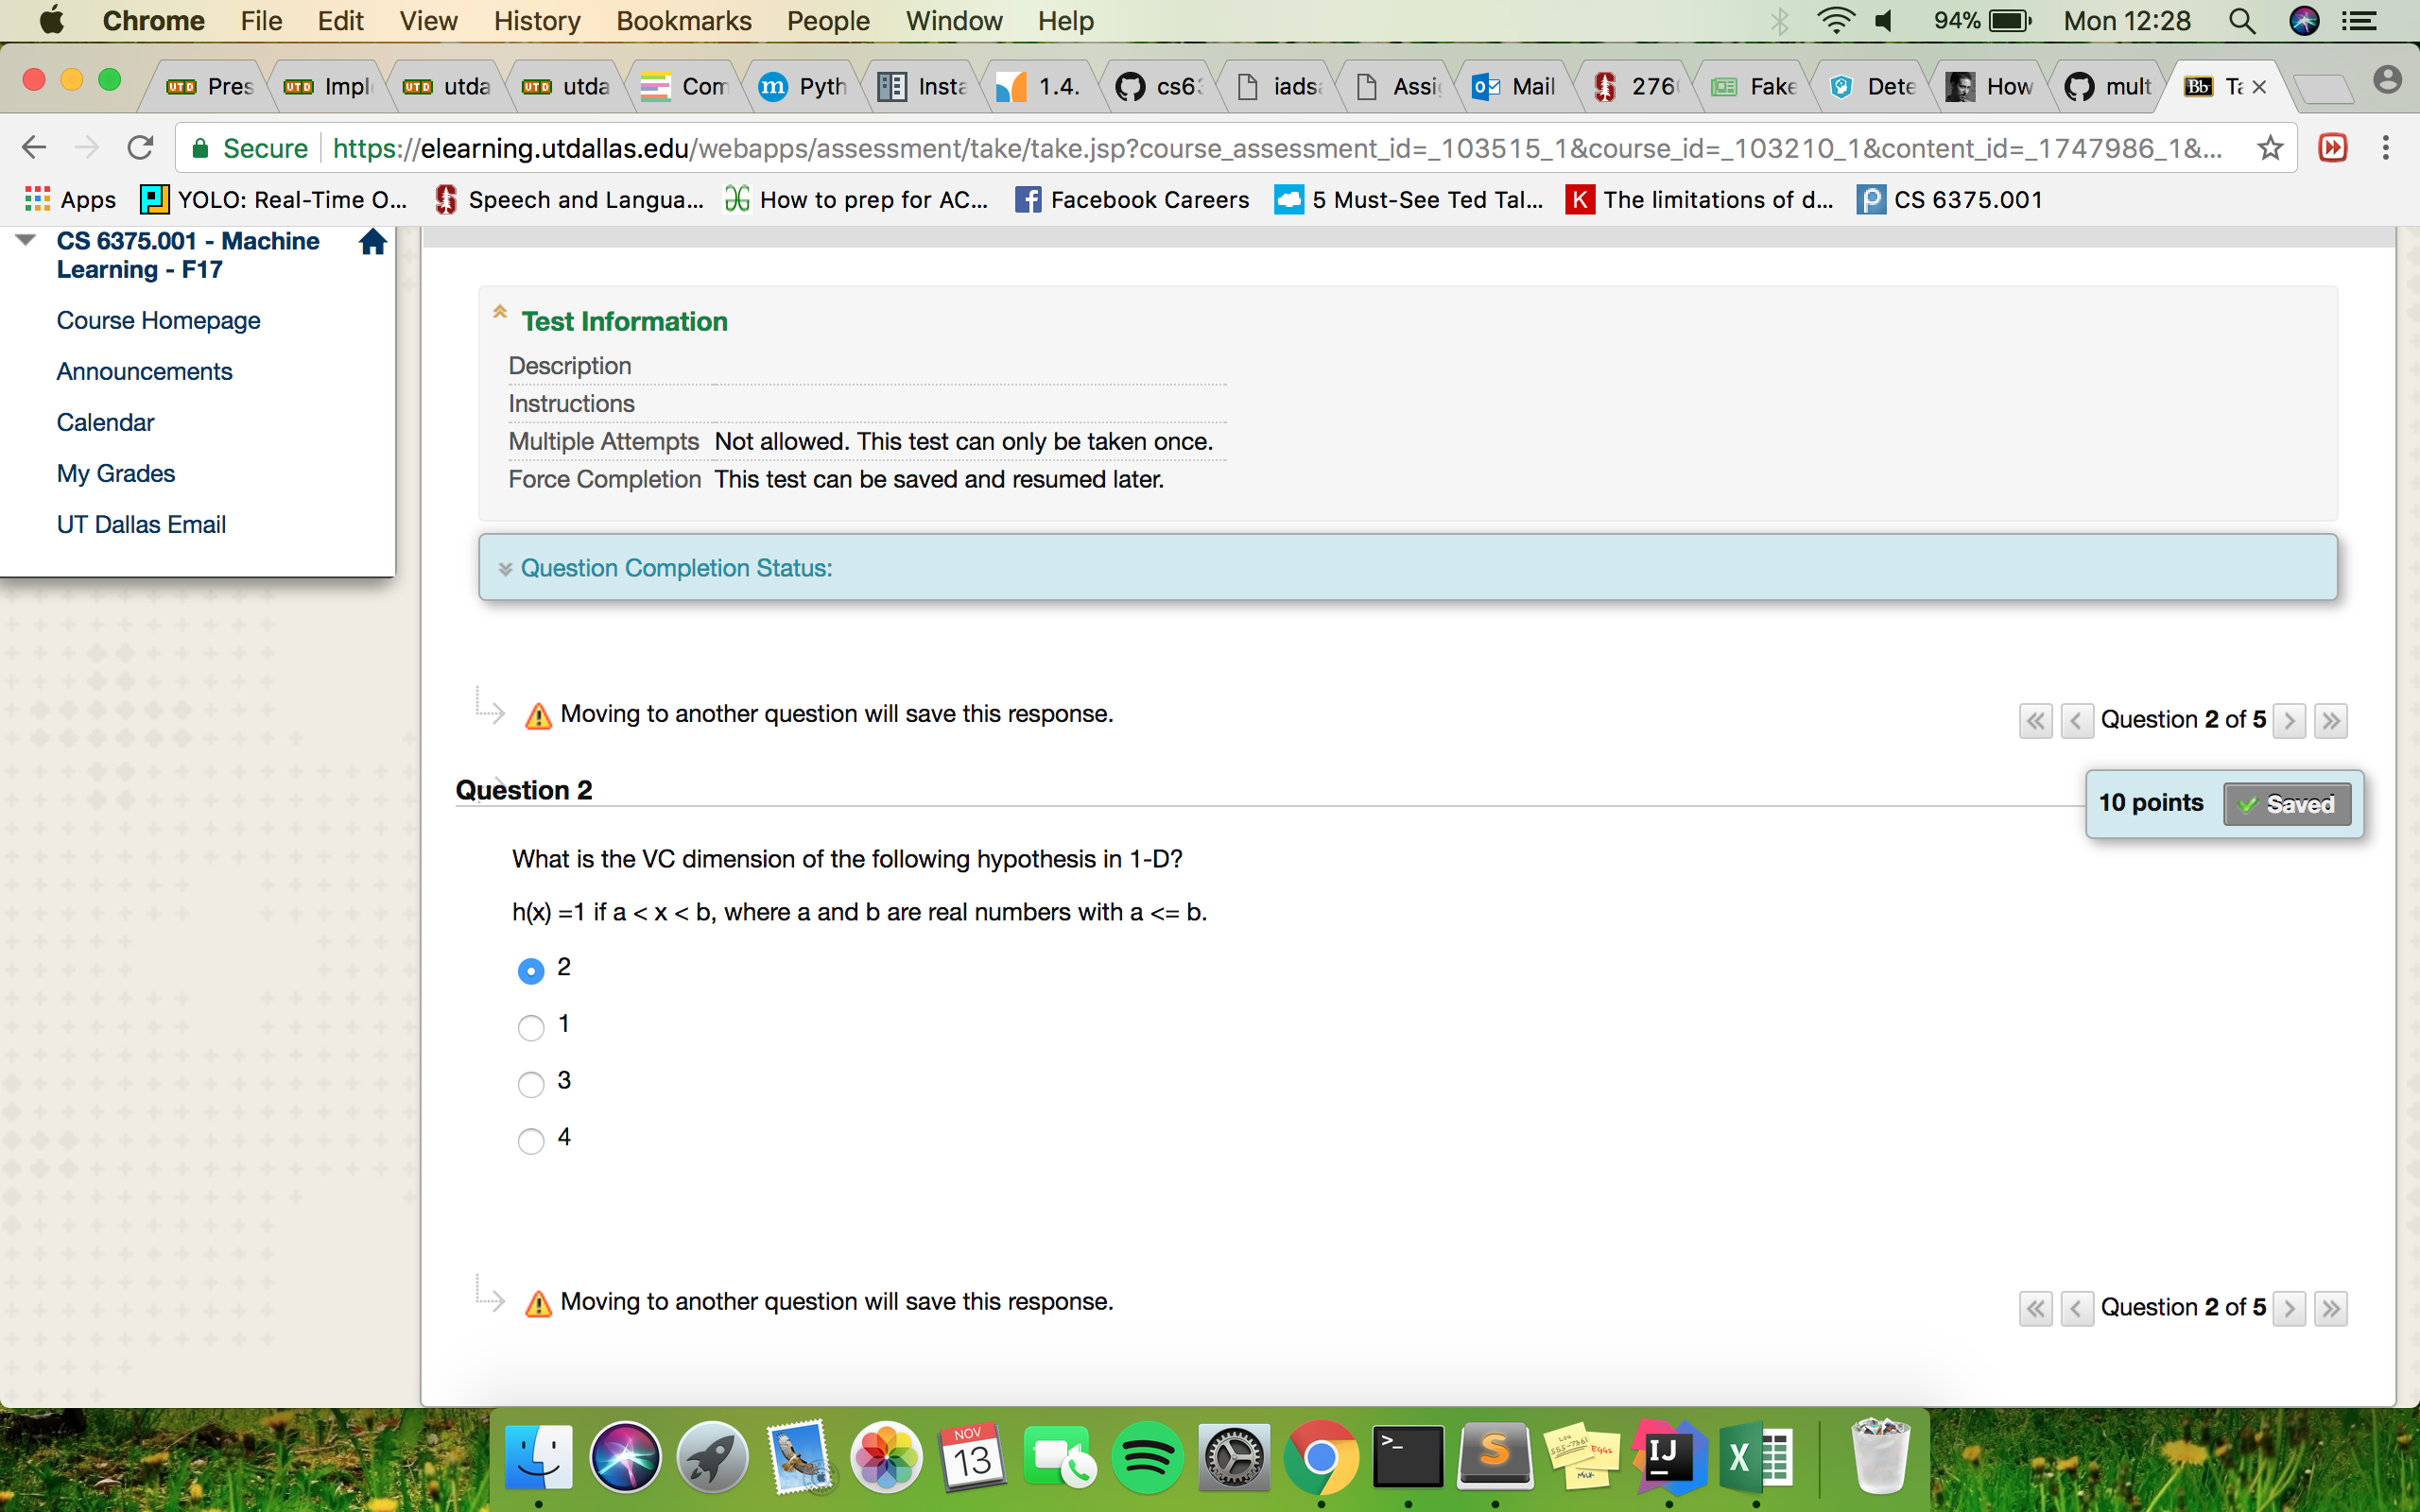 Chrome File Edit View History Bookmarks People Window Help 94% Mon 12:28
UTD Pres UTD Impl UTD utda UTD utda Com m Pyth Insta 1.4. cs6 iads Assi Mail 276 Fake Dete How mult Bb Ta
Secure https://elearning.utdallas.edu/webapps/assessment/take/take.jsp?course_assessment_id=_103515_1&course_id=_103210_1&content_id=_1747986_1&...
Apps YOLO: Real-Time O... Speech and Langua... How to prep for AC... Facebook Careers 5 Must-See Ted Tal... K The limitations of d... CS 6375.001
CS 6375.001 - Machine
Learning - F17
Course Homepage
Announcements
Calendar
My Grades
UT Dallas Email
Test Information
Description
Instructions
Multiple Attempts Not allowed. This test can only be taken once.
Force Completion This test can be saved and resumed later.
Question Completion Status:
Moving to another question will save this response.
Question 2 of 5
Question 2
10 points Saved
What is the VC dimension of the following hypothesis in 1-D?
h(x) =1 if a < x < b, where a and b are real numbers with a <= b.
2
1
3
4
Moving to another question will save this response.
Question 2 of 5
NOV
13
>_
S
IJ
X